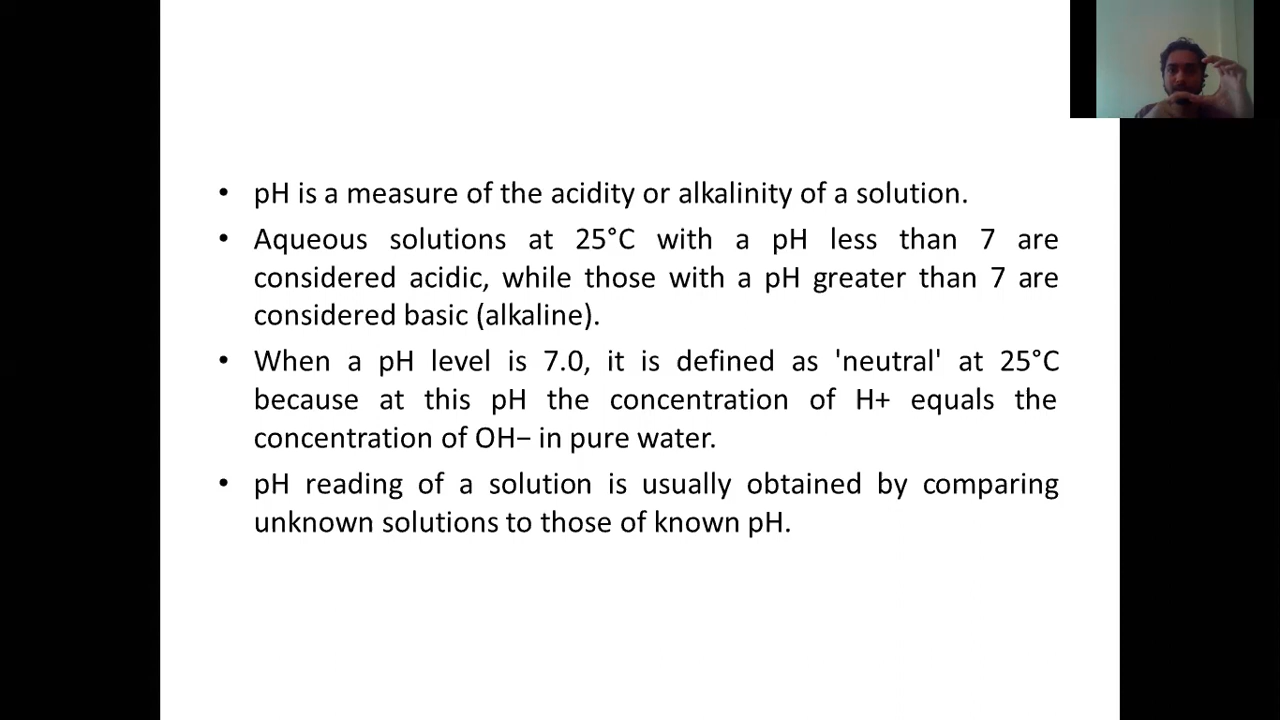 • pH is a measure of the acidity or alkalinity of a solution.
• Aqueous solutions at 25°C with a pH less than 7 are
considered acidic, while those with a pH greater than 7 are
considered basic (alkaline).
• When a pH level is 7.0, it is defined as 'neutral' at 25°C
because at this pH the concentration of H+ equals the
concentration of OH− in pure water.
• pH reading of a solution is usually obtained by comparing
unknown solutions to those of known pH.